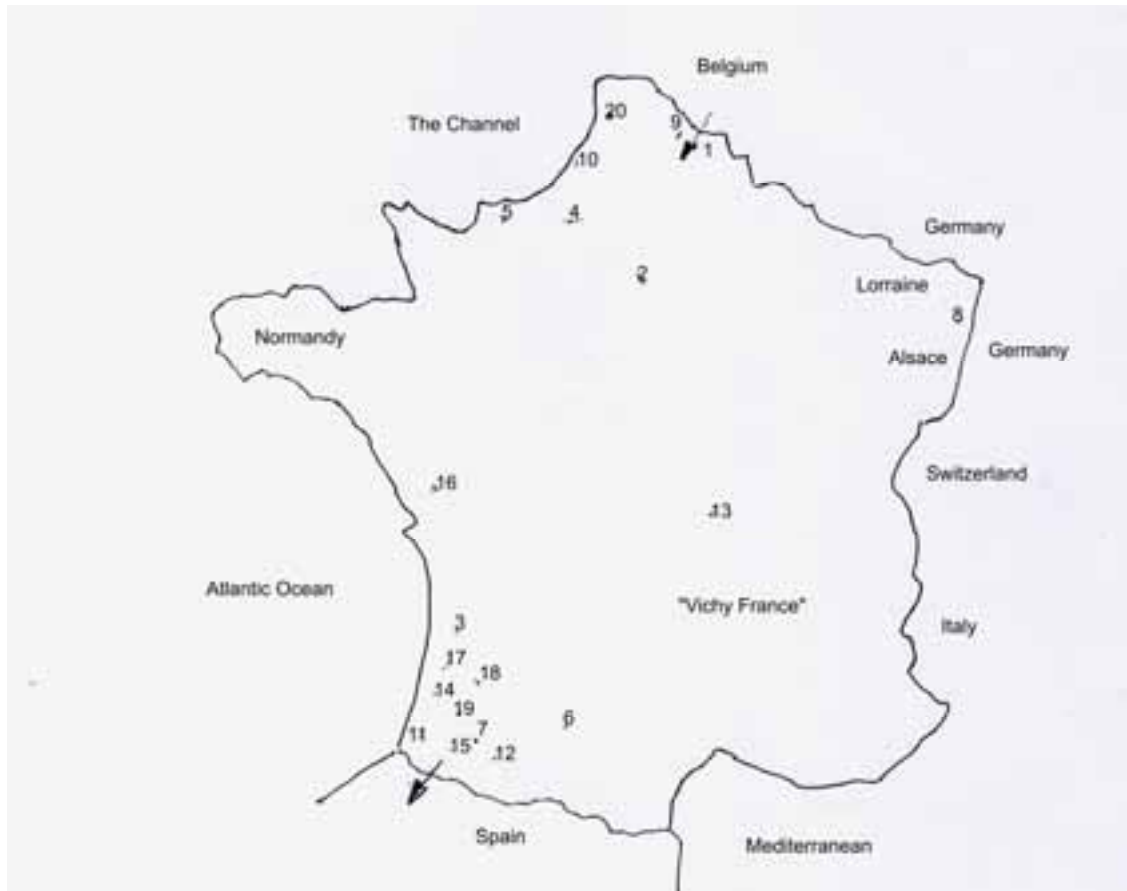 Belgium
20
The Channel
9
1
10
5
4
Germany
2
Lorraine
8
Normandy
Alsace
Germany
Switzerland
16
13
Atlantic Ocean
"Vichy France"
3
Italy
17
18
14
19
6
7
11
15
12
Spain
Mediterranean